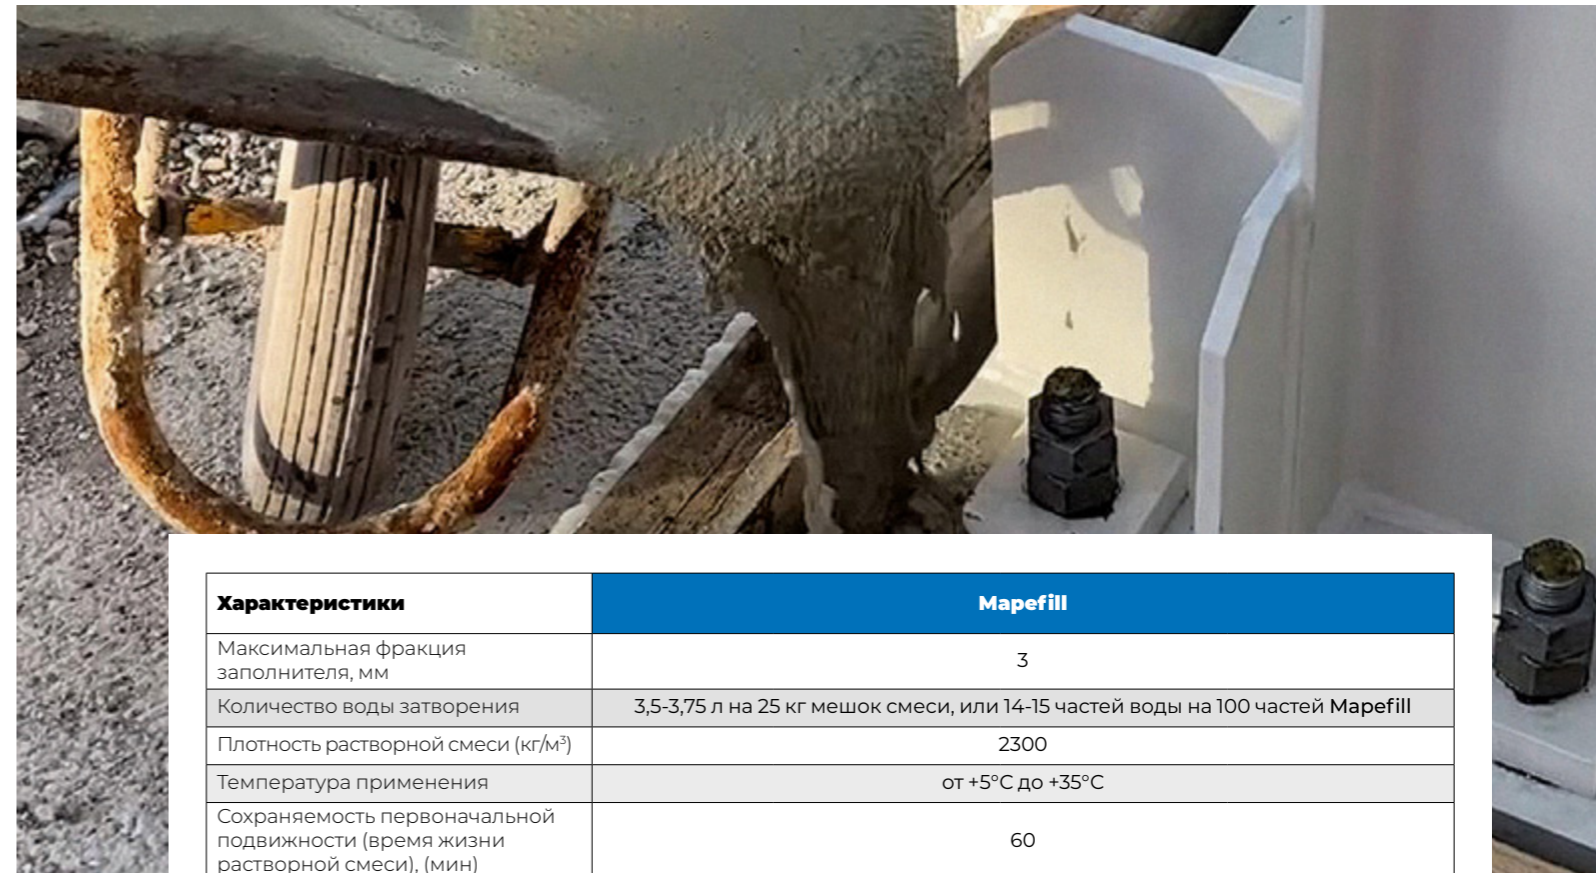 Характеристики
Mapefill
Максимальная фракция
заполнителя, мм
3
Количество воды затворения
3,5-3,75 л на 25 кг мешок смеси, или 14-15 частей воды на 100 частей Mapefill
Плотность растворной смеси (кг/м³)
2300
Температура применения
от +5°C до +35°C
Сохраняемость первоначальной
подвижности (время жизни
растворной смеси), (мин)
60